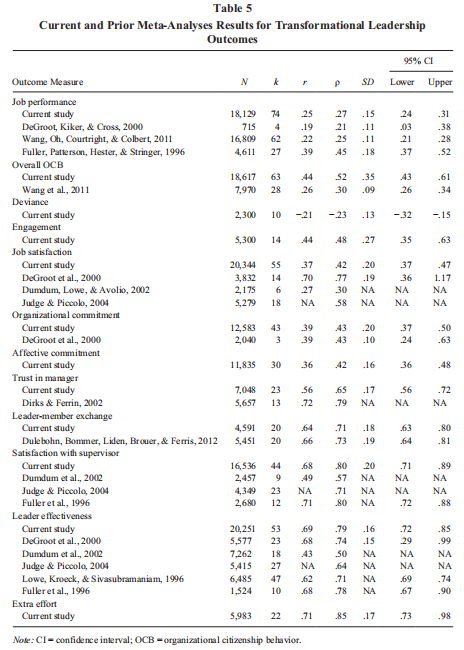 Table 5
Current and Prior Meta-Analyses Results for Transformational Leadership
Outcomes
95% CI
Outcome Measure N k r ρ SD Lower Upper
Job performance
Current study 18,129 74 .25 .27 .15 .24 .31
DeGroot, Kiker, & Cross, 2000 715 4 .19 .21 .11 .03 .38
Wang, Oh, Courtright, & Colbert, 2011 16,809 62 .22 .25 .11 .21 .28
Fuller, Patterson, Hester, & Stringer, 1996 4,611 27 .39 .45 .18 .37 .52
Overall OCB
Current study 18,617 63 .44 .52 .35 .43 .61
Wang et al., 2011 7,970 28 .26 .30 .09 .26 .34
Deviance
Current study 2,300 10 −.21 −.23 .13 −.32 −.15
Engagement
Current study 5,300 14 .44 .48 .27 .35 .63
Job satisfaction
Current study 20,344 55 .37 .42 .20 .37 .47
DeGroot et al., 2000 3,832 14 .70 .77 .19 .36 1.17
Dumdum, Lowe, & Avolio, 2002 2,175 6 .27 .30 NA NA NA
Judge & Piccolo, 2004 5,279 18 NA .58 NA NA NA
Organizational commitment
Current study 12,583 43 .39 .43 .20 .37 .50
DeGroot et al., 2000 2,040 3 .39 .43 .10 .24 .63
Affective commitment
Current study 11,835 30 .36 .42 .16 .36 .48
Trust in manager
Current study 7,048 23 .56 .65 .17 .56 .72
Dirks & Ferrin, 2002 5,657 13 .72 .79 NA NA NA
Leader-member exchange
Current study 4,591 20 .64 .71 .18 .63 .80
Dulebohn, Bommer, Liden, Brouer, & Ferris, 2012 5,451 20 .66 .73 .19 .64 .81
Satisfaction with supervisor
Current study 16,536 44 .68 .80 .20 .71 .89
Dumdum et al., 2002 2,457 9 .49 .57 NA NA NA
Judge & Piccolo, 2004 4,349 23 NA .71 NA NA NA
Fuller et al., 1996 2,680 12 .71 .80 NA .72 .88
Leader effectiveness
Current study 20,251 53 .69 .79 .16 .72 .85
DeGroot et al., 2000 5,577 23 .68 .74 .15 .29 .99
Dumdum et al., 2002 7,262 18 .43 .50 NA NA NA
Judge & Piccolo, 2004 5,415 27 NA .64 NA NA NA
Lowe, Kroeck, & Sivasubramaniam, 1996 6,485 47 .62 .71 NA .69 .74
Fuller et al., 1996 1,524 10 .68 .78 NA .67 .90
Extra effort
Current study 5,983 22 .71 .85 .17 .73 .98
Note: CI = confidence interval; OCB = organizational citizenship behavior.